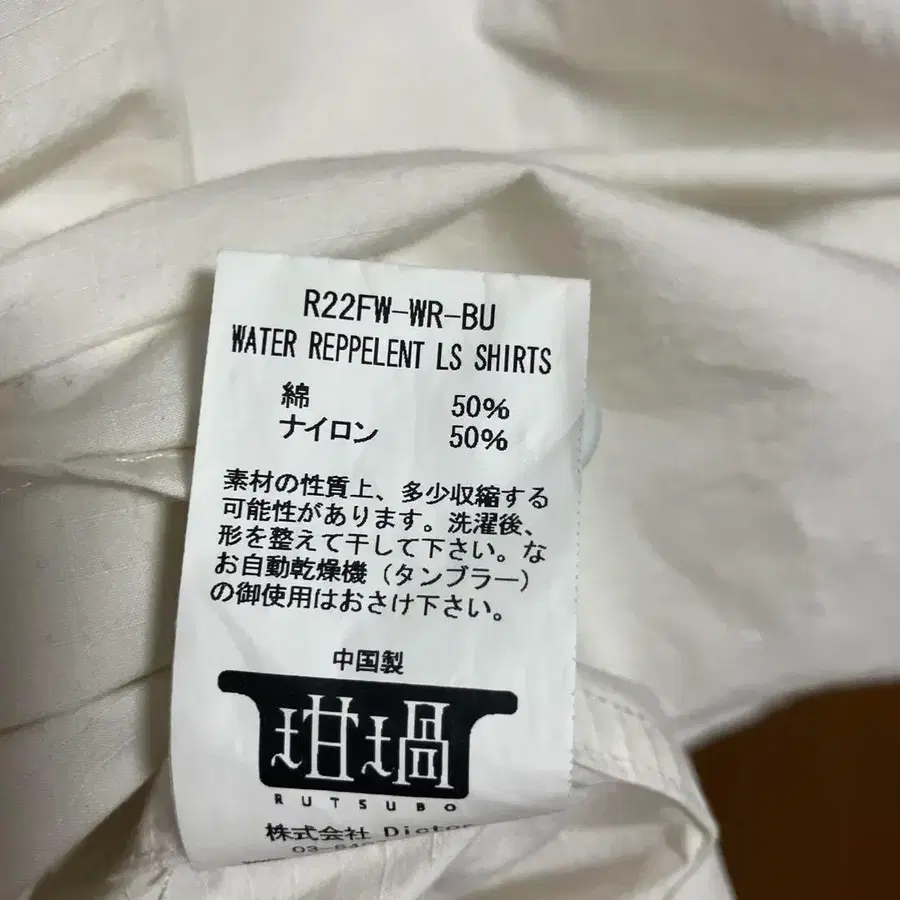 R22FW-WR-BU
WATER REPPELENT LS SHIRTS
綿 50%
ナイロン 50%
素材の性質上、多少収縮する
可能性があります。洗濯後、
形を整えて干して下さい。な
お自動乾燥機（タンブラー）
の御使用はおさけ下さい。
中国製
坩堝
RUTSUBO
株式会社